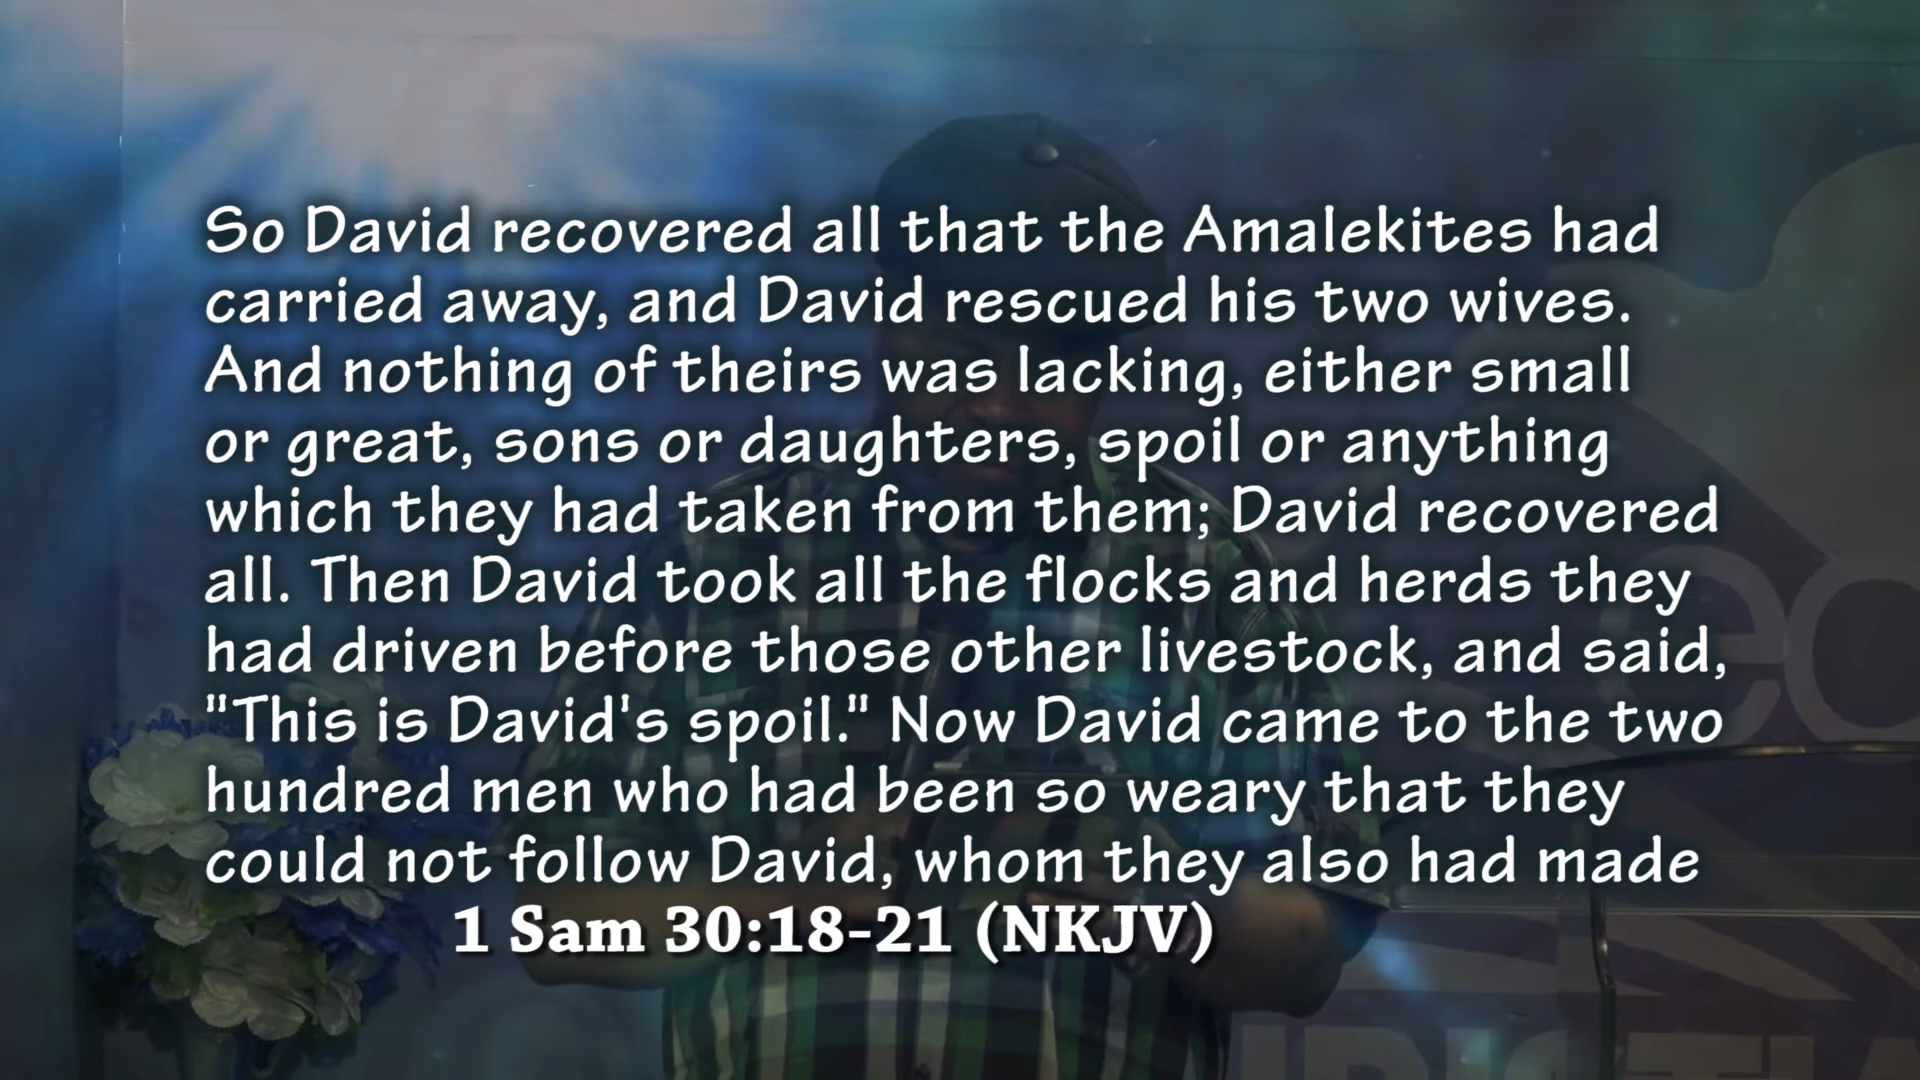 So David recovered all that the Amalekites had
carried away, and David rescued his two wives.
And nothing of theirs was lacking, either small
or great, sons or daughters, spoil or anything
which they had taken from them; David recovered
all. Then David took all the flocks and herds they
had driven before those other livestock, and said,
"This is David's spoil." Now David came to the two
hundred men who had been so weary that they
could not follow David, whom they also had made
1 Sam 30:18-21 (NKJV)